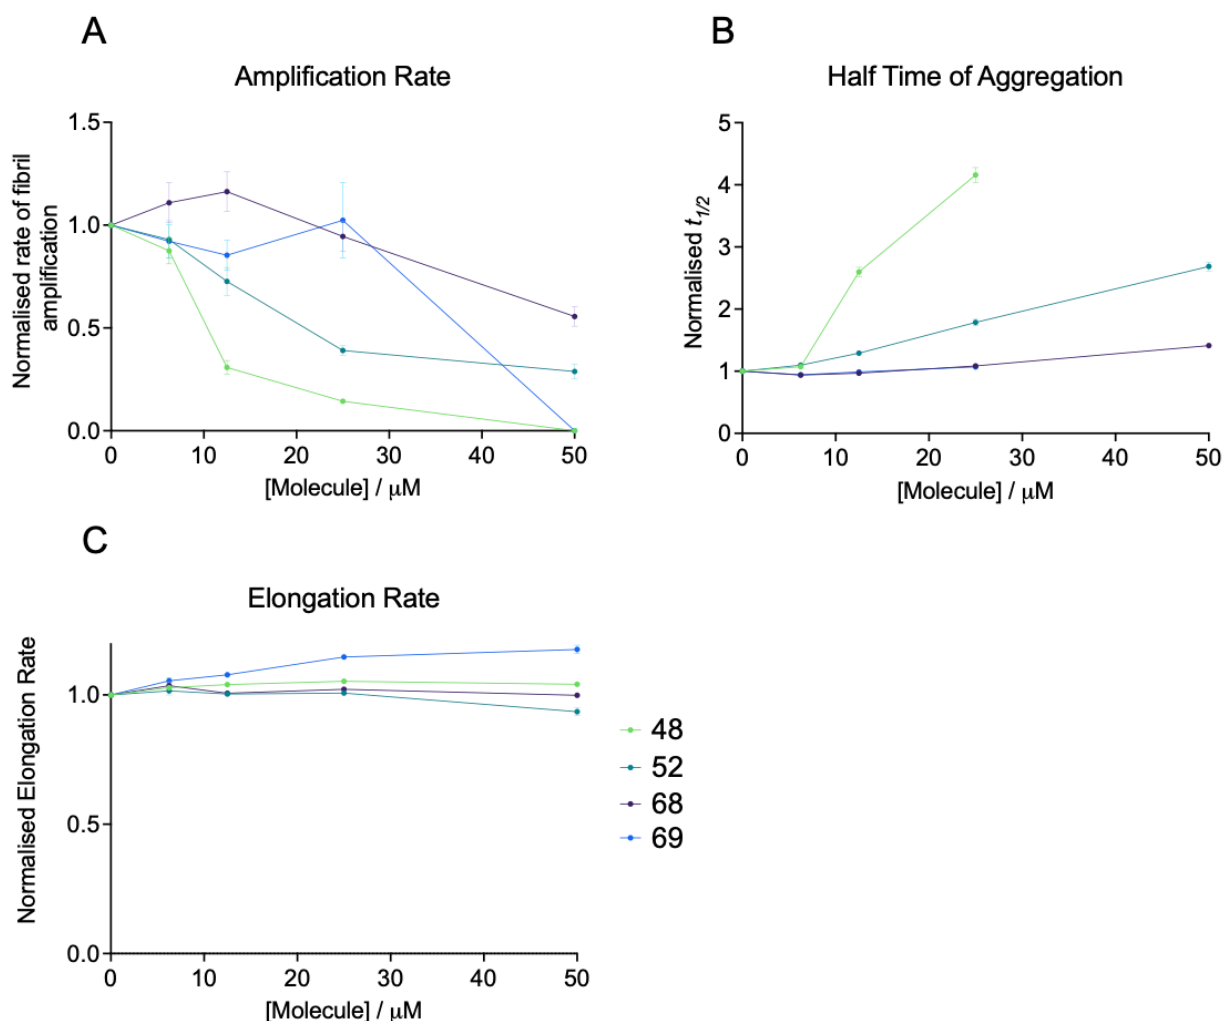 A
Amplification Rate
Normalised rate of fibril
amplification
1.5
1.0
0.5
0.0
0 10 20 30 40 50
[Molecule] / μM
B
Half Time of Aggregation
Normalised t1/2
5
4
3
2
1
0
0 10 20 30 40 50
[Molecule] / μM
C
Elongation Rate
Normalised Elongation Rate
1.0
0.5
0.0
0 10 20 30 40 50
[Molecule] / μM
48
52
68
69